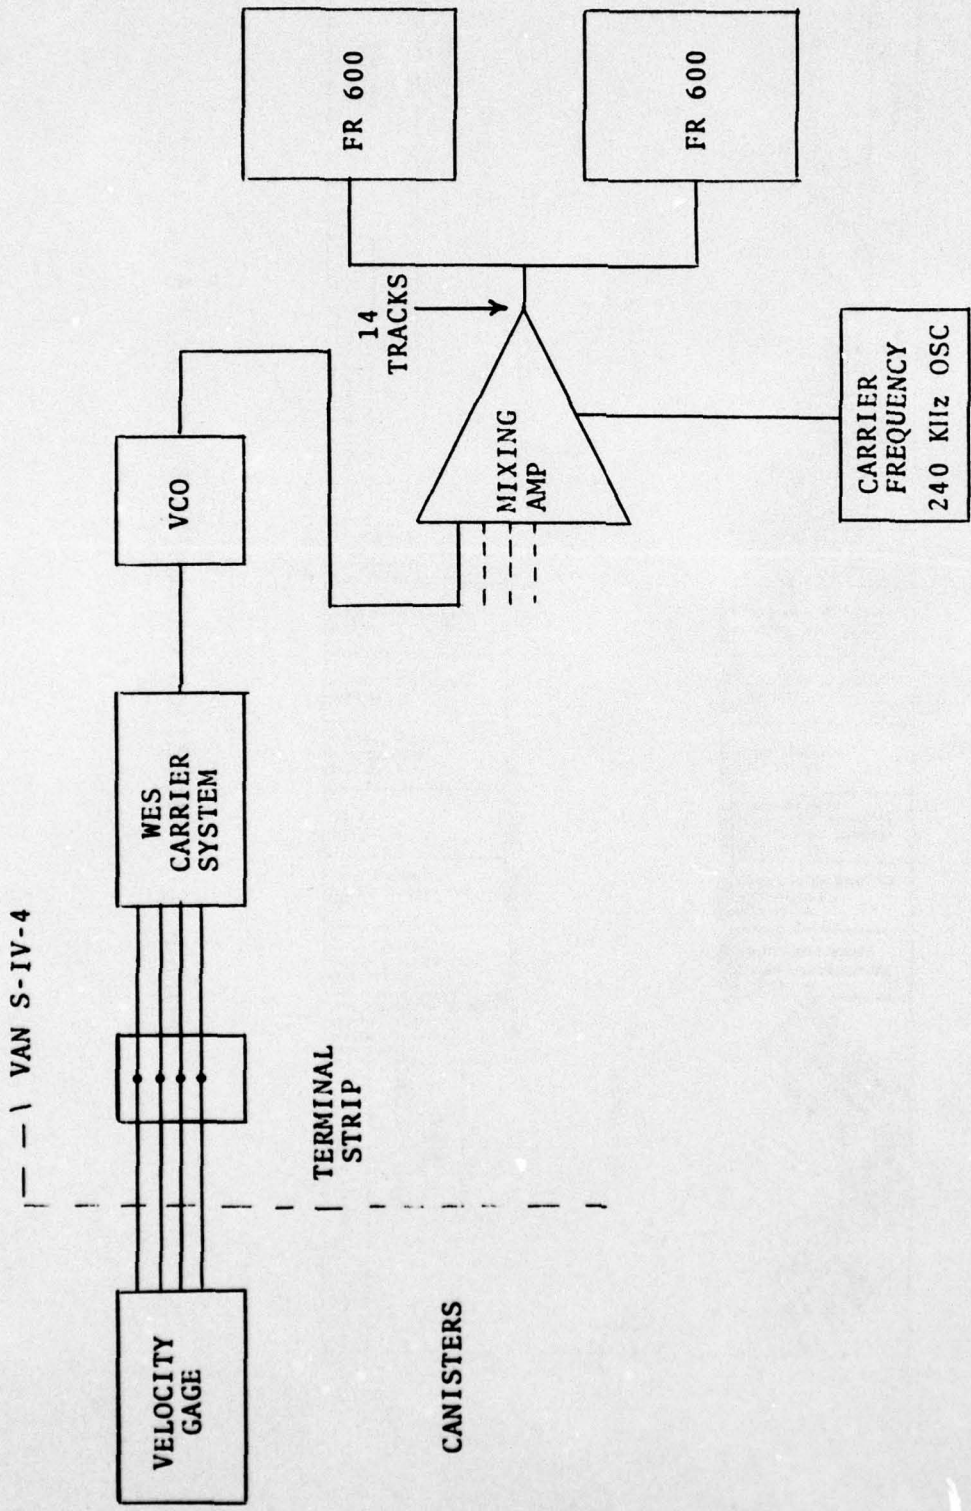 — — \ VAN S-IV-4
VELOCITY
GAGE
WES
CARRIER
SYSTEM
VCO
TERMINAL
STRIP
CANISTERS
14
TRACKS
MIXING
AMP
FR 600
FR 600
CARRIER
FREQUENCY
240 KHz OSC